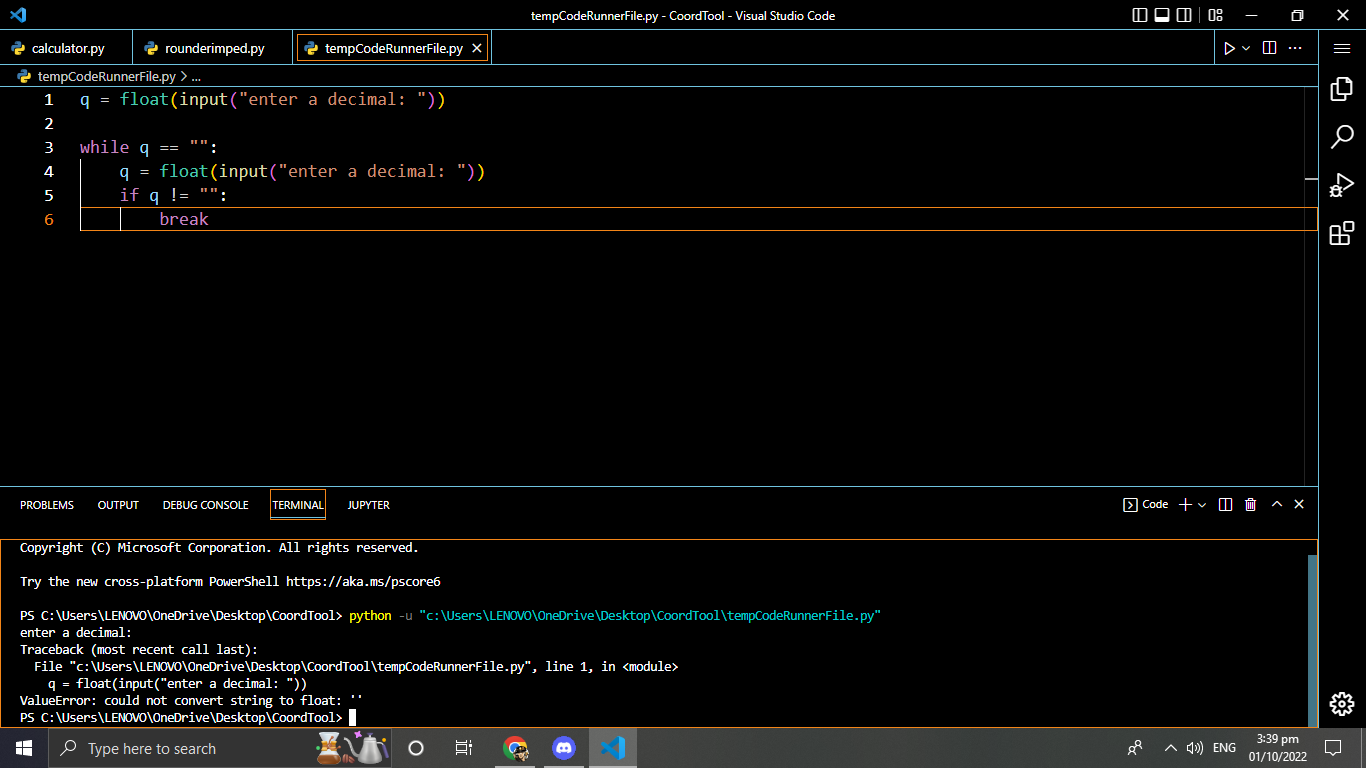 tempCodeRunnerFile.py - CoordTool - Visual Studio Code
calculator.py
rounderimped.py
tempCodeRunnerFile.py
tempCodeRunnerFile.py > ...
1 q = float(input("enter a decimal: "))
2
3 while q == "":
4 q = float(input("enter a decimal: "))
5 if q != "":
6 break
PROBLEMS OUTPUT DEBUG CONSOLE TERMINAL JUPYTER
Code
Copyright (C) Microsoft Corporation. All rights reserved.
Try the new cross-platform PowerShell https://aka.ms/pscore6
PS C:\Users\LENOVO\OneDrive\Desktop\CoordTool> python -u "c:\Users\LENOVO\OneDrive\Desktop\CoordTool\tempCodeRunnerFile.py"
enter a decimal:
Traceback (most recent call last):
File "c:\Users\LENOVO\OneDrive\Desktop\CoordTool\tempCodeRunnerFile.py", line 1, in <module>
q = float(input("enter a decimal: "))
ValueError: could not convert string to float: ''
PS C:\Users\LENOVO\OneDrive\Desktop\CoordTool>
Type here to search
ENG
3:39 pm
01/10/2022